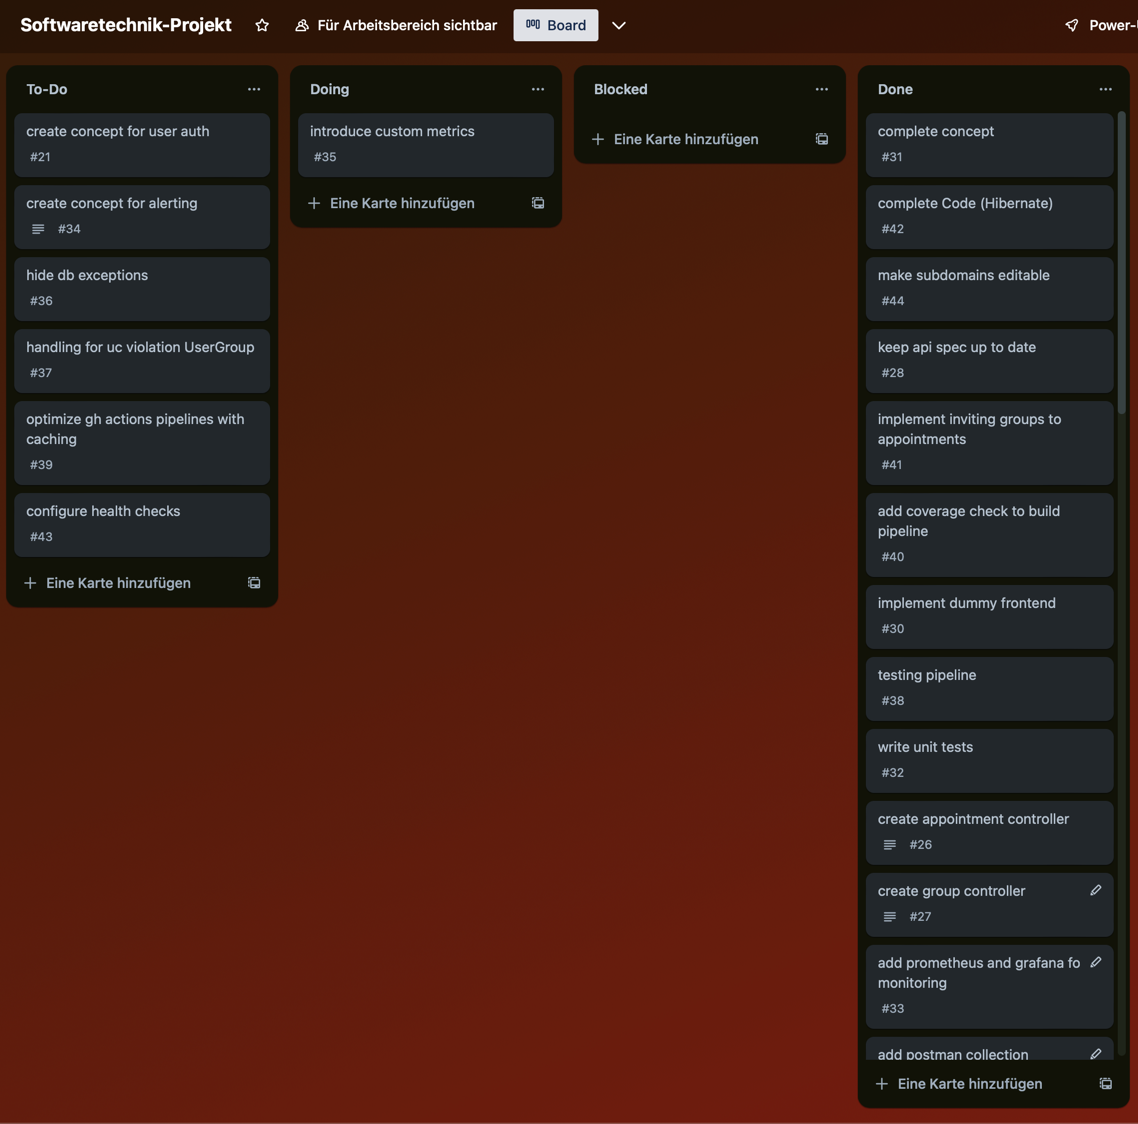 Softwaretechnik-Projekt
Für Arbeitsbereich sichtbar
Board
Power-
To-Do
create concept for user auth
#21
create concept for alerting
#34
hide db exceptions
#36
handling for uc violation UserGroup
#37
optimize gh actions pipelines with
caching
#39
configure health checks
#43
Eine Karte hinzufügen
Doing
introduce custom metrics
#35
Eine Karte hinzufügen
Blocked
Eine Karte hinzufügen
Done
complete concept
#31
complete Code (Hibernate)
#42
make subdomains editable
#44
keep api spec up to date
#28
implement inviting groups to
appointments
#41
add coverage check to build
pipeline
#40
implement dummy frontend
#30
testing pipeline
#38
write unit tests
#32
create appointment controller
#26
create group controller
#27
add prometheus and grafana fo
monitoring
#33
add postman collection
Eine Karte hinzufügen